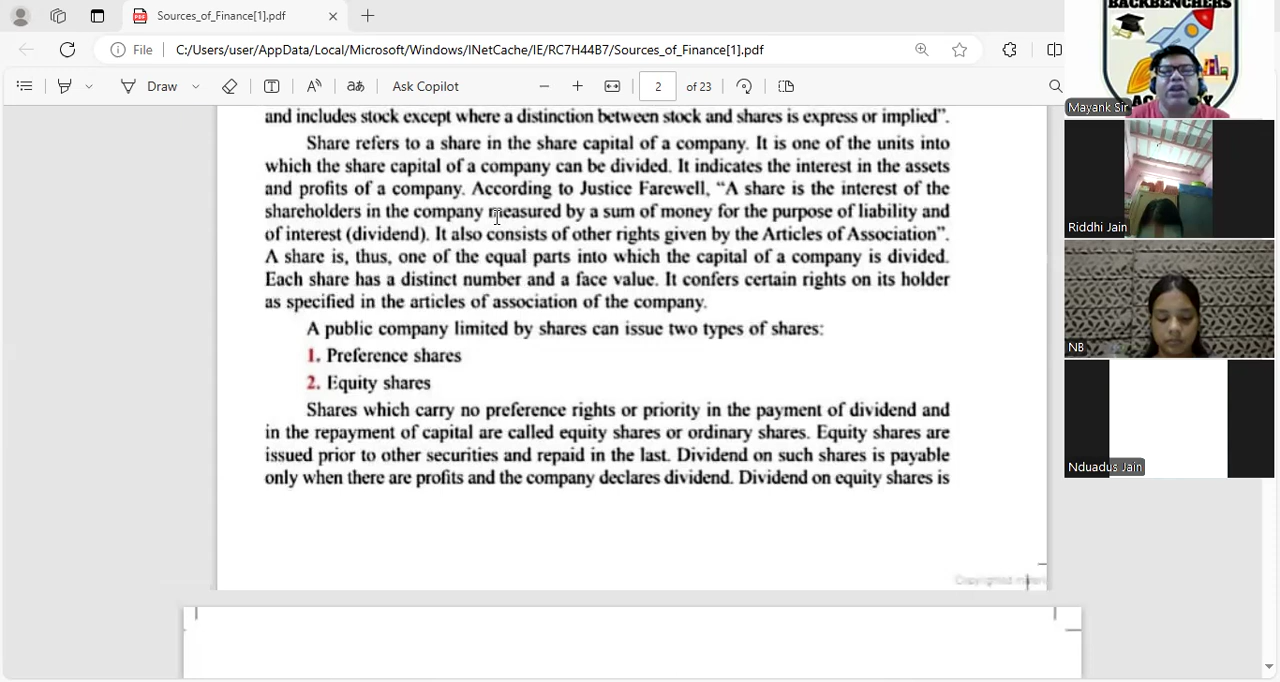 Sources_of_Finance[1].pdf
File C:/Users/user/AppData/Local/Microsoft/Windows/INetCache/IE/RC7H44B7/Sources_of_Finance[1].pdf
Draw Ask Copilot 2 of 23
BACKBENCHERS
ACADEMY
Mayank Sir
Riddhi Jain
NB
Nduadus Jain
and includes stock except where a distinction between stock and shares is express or implied”.
Share refers to a share in the share capital of a company. It is one of the units into
which the share capital of a company can be divided. It indicates the interest in the assets
and profits of a company. According to Justice Farewell, “A share is the interest of the
shareholders in the company measured by a sum of money for the purpose of liability and
of interest (dividend). It also consists of other rights given by the Articles of Association”.
A share is, thus, one of the equal parts into which the capital of a company is divided.
Each share has a distinct number and a face value. It confers certain rights on its holder
as specified in the articles of association of the company.
A public company limited by shares can issue two types of shares:
1. Preference shares
2. Equity shares
Shares which carry no preference rights or priority in the payment of dividend and
in the repayment of capital are called equity shares or ordinary shares. Equity shares are
issued prior to other securities and repaid in the last. Dividend on such shares is payable
only when there are profits and the company declares dividend. Dividend on equity shares is